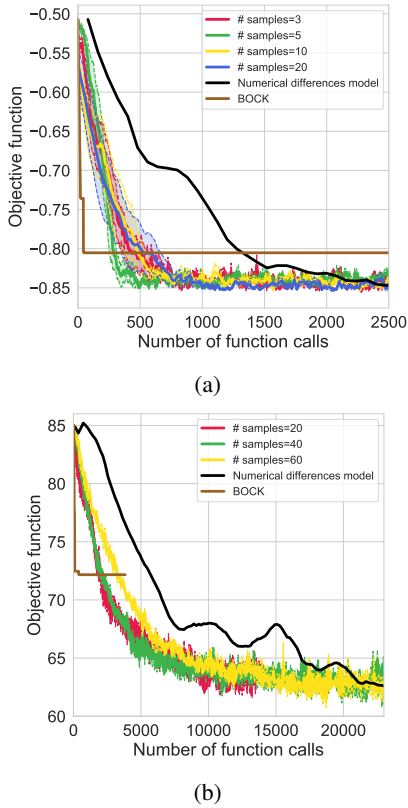 −0.50
−0.55
−0.60
−0.65
−0.70
−0.75
−0.80
−0.85
Objective function
# samples=3
# samples=5
# samples=10
# samples=20
Numerical differences model
BOCK
0 500 1000 1500 2000 2500
Number of function calls
(a)
85
80
75
70
65
60
Objective function
# samples=20
# samples=40
# samples=60
Numerical differences model
BOCK
0 5000 10000 15000 20000
Number of function calls
(b)